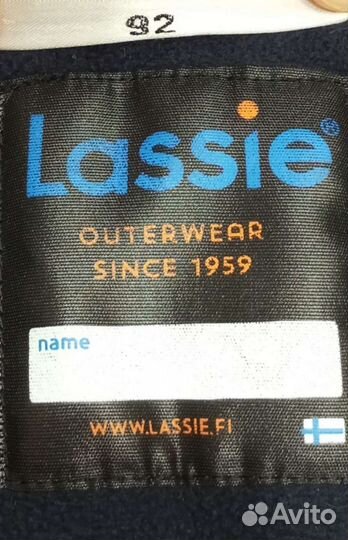 92
Lassie®
OUTERWEAR
SINCE 1959
name
WWW.LASSIE.FI
Avito